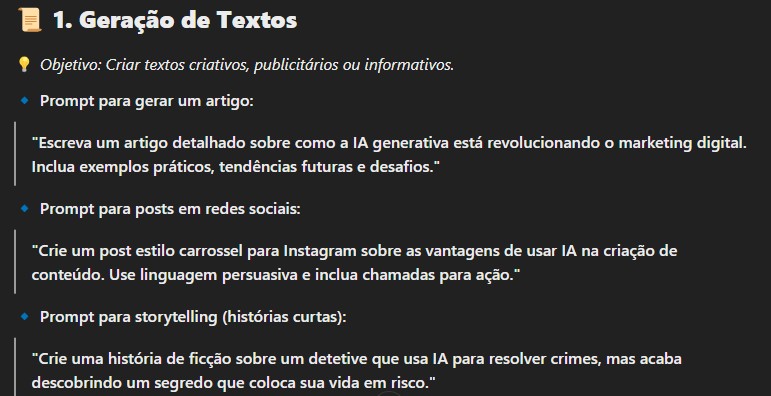 📜 1. Geração de Textos
💡 Objetivo: Criar textos criativos, publicitários ou informativos.
🔹 Prompt para gerar um artigo:
"Escreva um artigo detalhado sobre como a IA generativa está revolucionando o marketing digital.
Inclua exemplos práticos, tendências futuras e desafios."
🔹 Prompt para posts em redes sociais:
"Crie um post estilo carrossel para Instagram sobre as vantagens de usar IA na criação de
conteúdo. Use linguagem persuasiva e inclua chamadas para ação."
🔹 Prompt para storytelling (histórias curtas):
"Crie uma história de ficção sobre um detetive que usa IA para resolver crimes, mas acaba
descobrindo um segredo que coloca sua vida em risco."